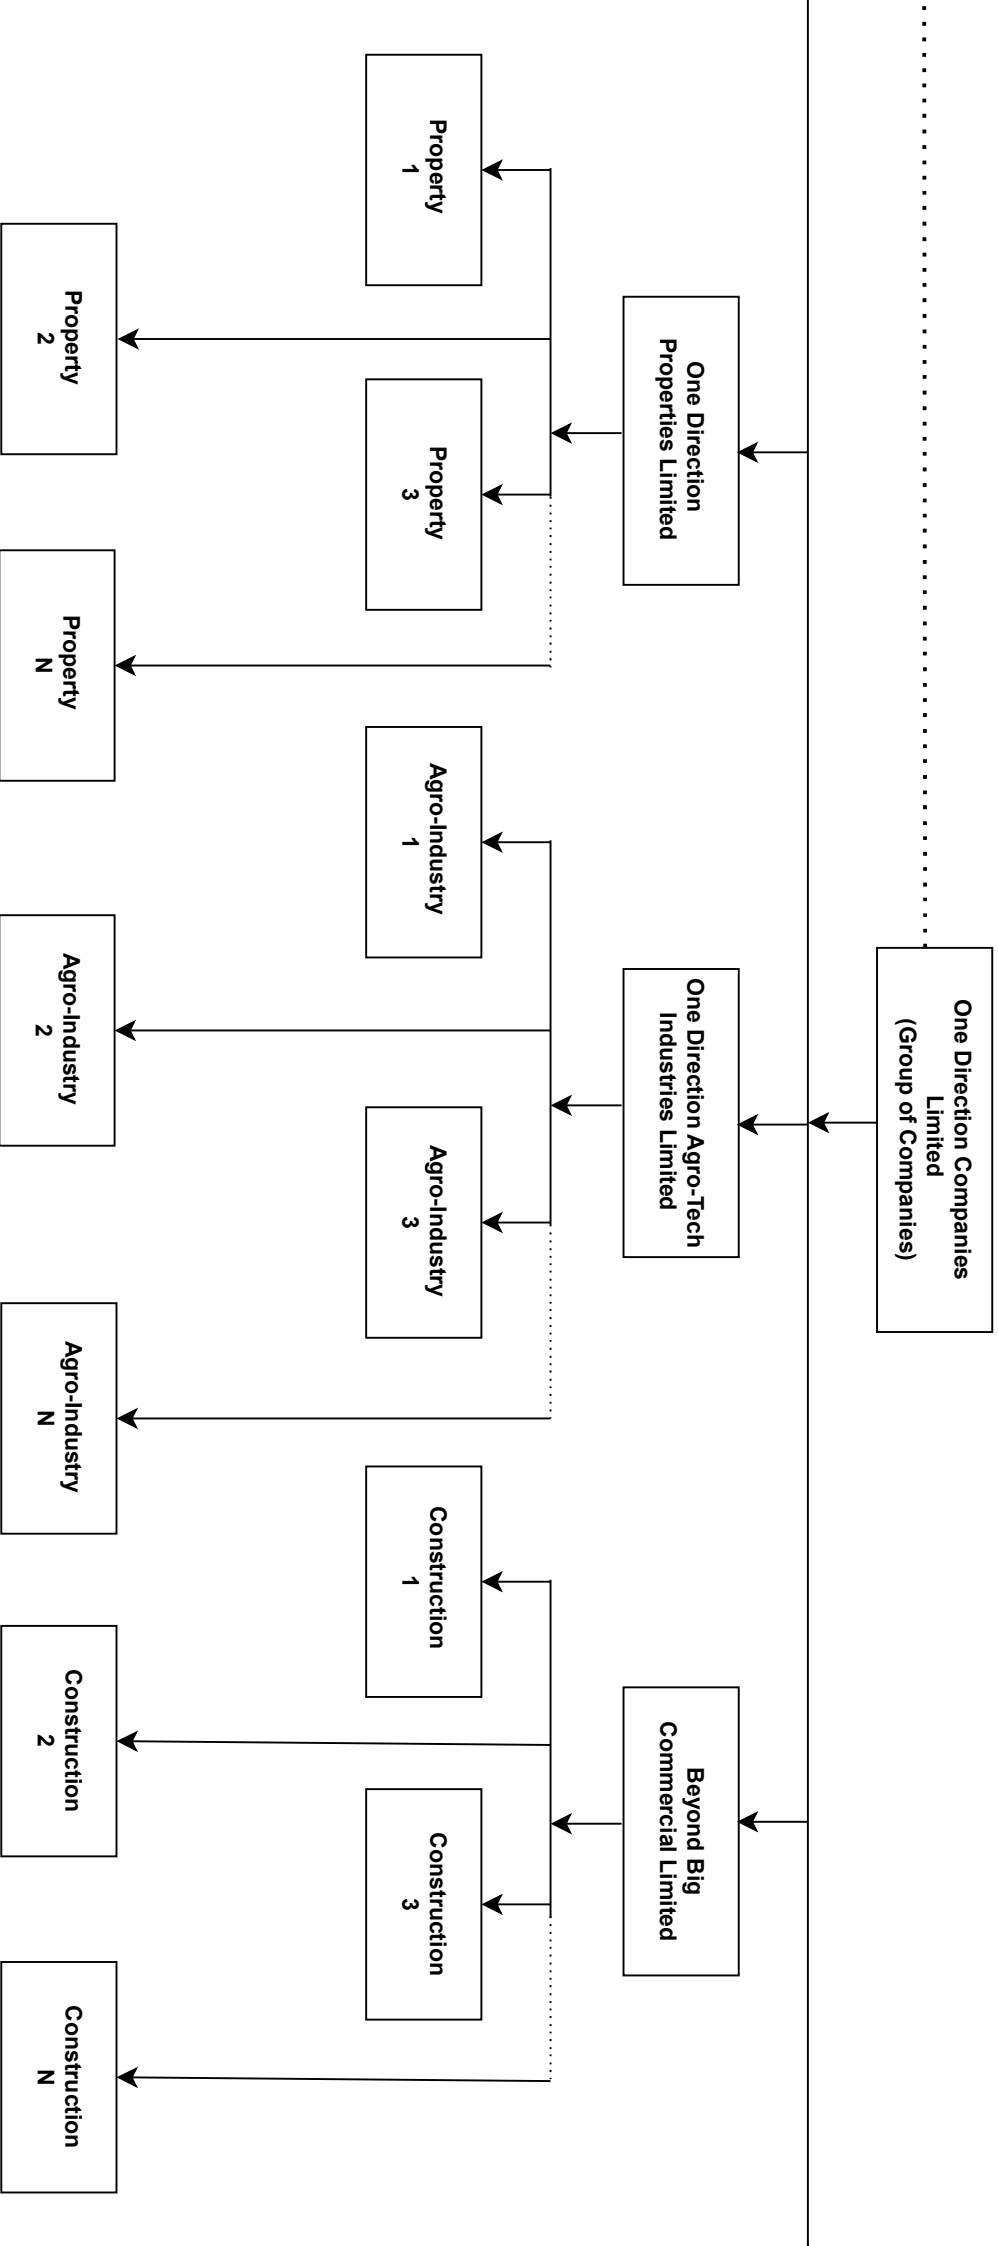 One Direction Companies
Limited
(Group of Companies)
One Direction
Properties Limited
One Direction Agro-Tech
Industries Limited
Beyond Big
Commercial Limited
Property
1
Property
3
Agro-Industry
1
Agro-Industry
3
Construction
1
Construction
3
Property
2
Property
N
Agro-Industry
2
Agro-Industry
N
Construction
2
Construction
N